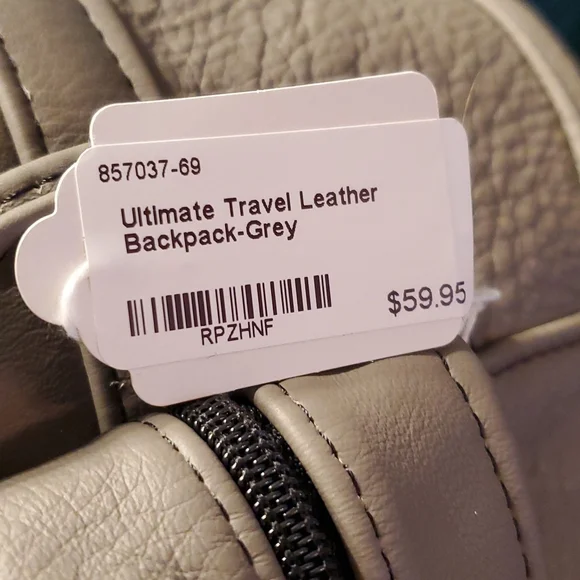 857037-69
Ultimate Travel Leather
Backpack-Grey
RPZHNF
$59.95